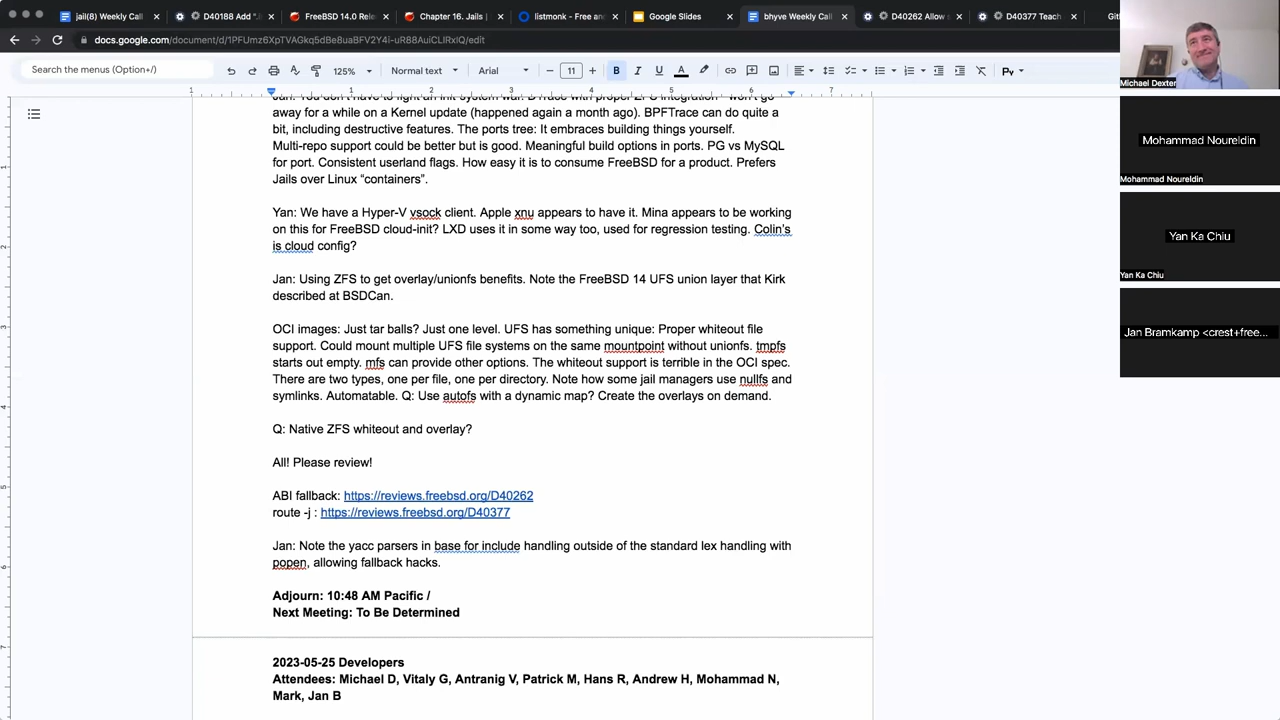 jail(8) Weekly Call
D40188 Add "J
FreeBSD 14.0 Rele
Chapter 16. Jails |
listmonk - Free and
Google Slides
bhyve Weekly Call
D40262 Allow s
D40377 Teach
Gitl
docs.google.com/document/d/1PFUmz6XpTVAGkq5dBe8uaBFV2Y4i-uR88AuiCLlRxIQ/edit
Search the menus (Option+/)
125%
Normal text
Arial
11
away for a while on a Kernel update (happened again a month ago). BPFTrace can do quite a
bit, including destructive features. The ports tree: It embraces building things yourself.
Multi-repo support could be better but is good. Meaningful build options in ports. PG vs MySQL
for port. Consistent userland flags. How easy it is to consume FreeBSD for a product. Prefers
Jails over Linux "containers".
Yan: We have a Hyper-V vsock client. Apple xnu appears to have it. Mina appears to be working
on this for FreeBSD cloud-init? LXD uses it in some way too, used for regression testing. Colin's
is cloud config?
Jan: Using ZFS to get overlay/unionfs benefits. Note the FreeBSD 14 UFS union layer that Kirk
described at BSDCan.
OCI images: Just tar balls? Just one level. UFS has something unique: Proper whiteout file
support. Could mount multiple UFS file systems on the same mountpoint without unionfs. tmpfs
starts out empty. mfs can provide other options. The whiteout support is terrible in the OCI spec.
There are two types, one per file, one per directory. Note how some jail managers use nullfs and
symlinks. Automatable. Q: Use autofs with a dynamic map? Create the overlays on demand.
Q: Native ZFS whiteout and overlay?
All! Please review!
ABI fallback: https://reviews.freebsd.org/D40262
route -j : https://reviews.freebsd.org/D40377
Jan: Note the yacc parsers in base for include handling outside of the standard lex handling with
popen, allowing fallback hacks.
Adjourn: 10:48 AM Pacific /
Next Meeting: To Be Determined
2023-05-25 Developers
Attendees: Michael D, Vitaly G, Antranig V, Patrick M, Hans R, Andrew H, Mohammad N,
Mark, Jan B
Michael Dexter
Mohammad Noureldin
Mohammad Noureldin
Yan Ka Chiu
Yan Ka Chiu
Jan Bramkamp <crest+free...